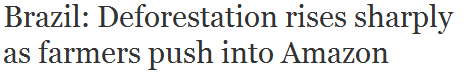 Brazil: Deforestation rises sharply
as farmers push into Amazon